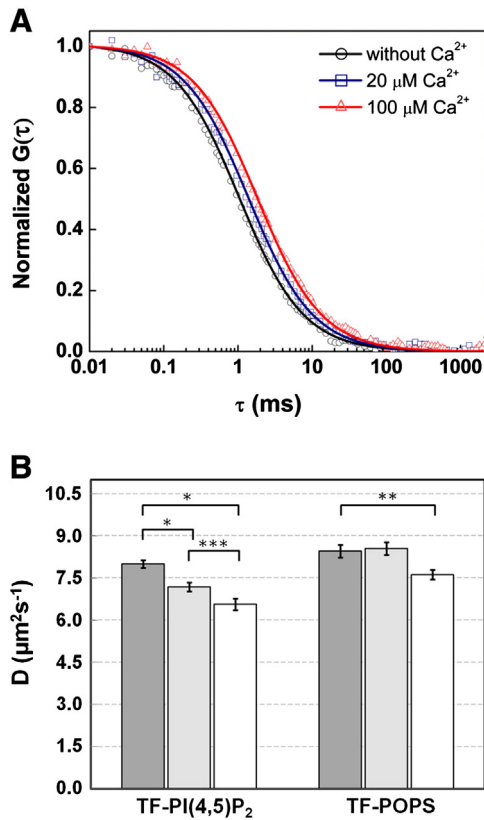 A
Normalized G(τ)
1.0
0.8
0.6
0.4
0.2
0.0
without Ca²⁺
20 µM Ca²⁺
100 µM Ca²⁺
0.01 0.1 1 10 100 1000
τ (ms)
B
D (µm²s⁻¹)
10.5
9.0
7.5
6.0
4.5
3.0
1.5
0.0
*
*
***
**
TF-PI(4,5)P₂ TF-POPS